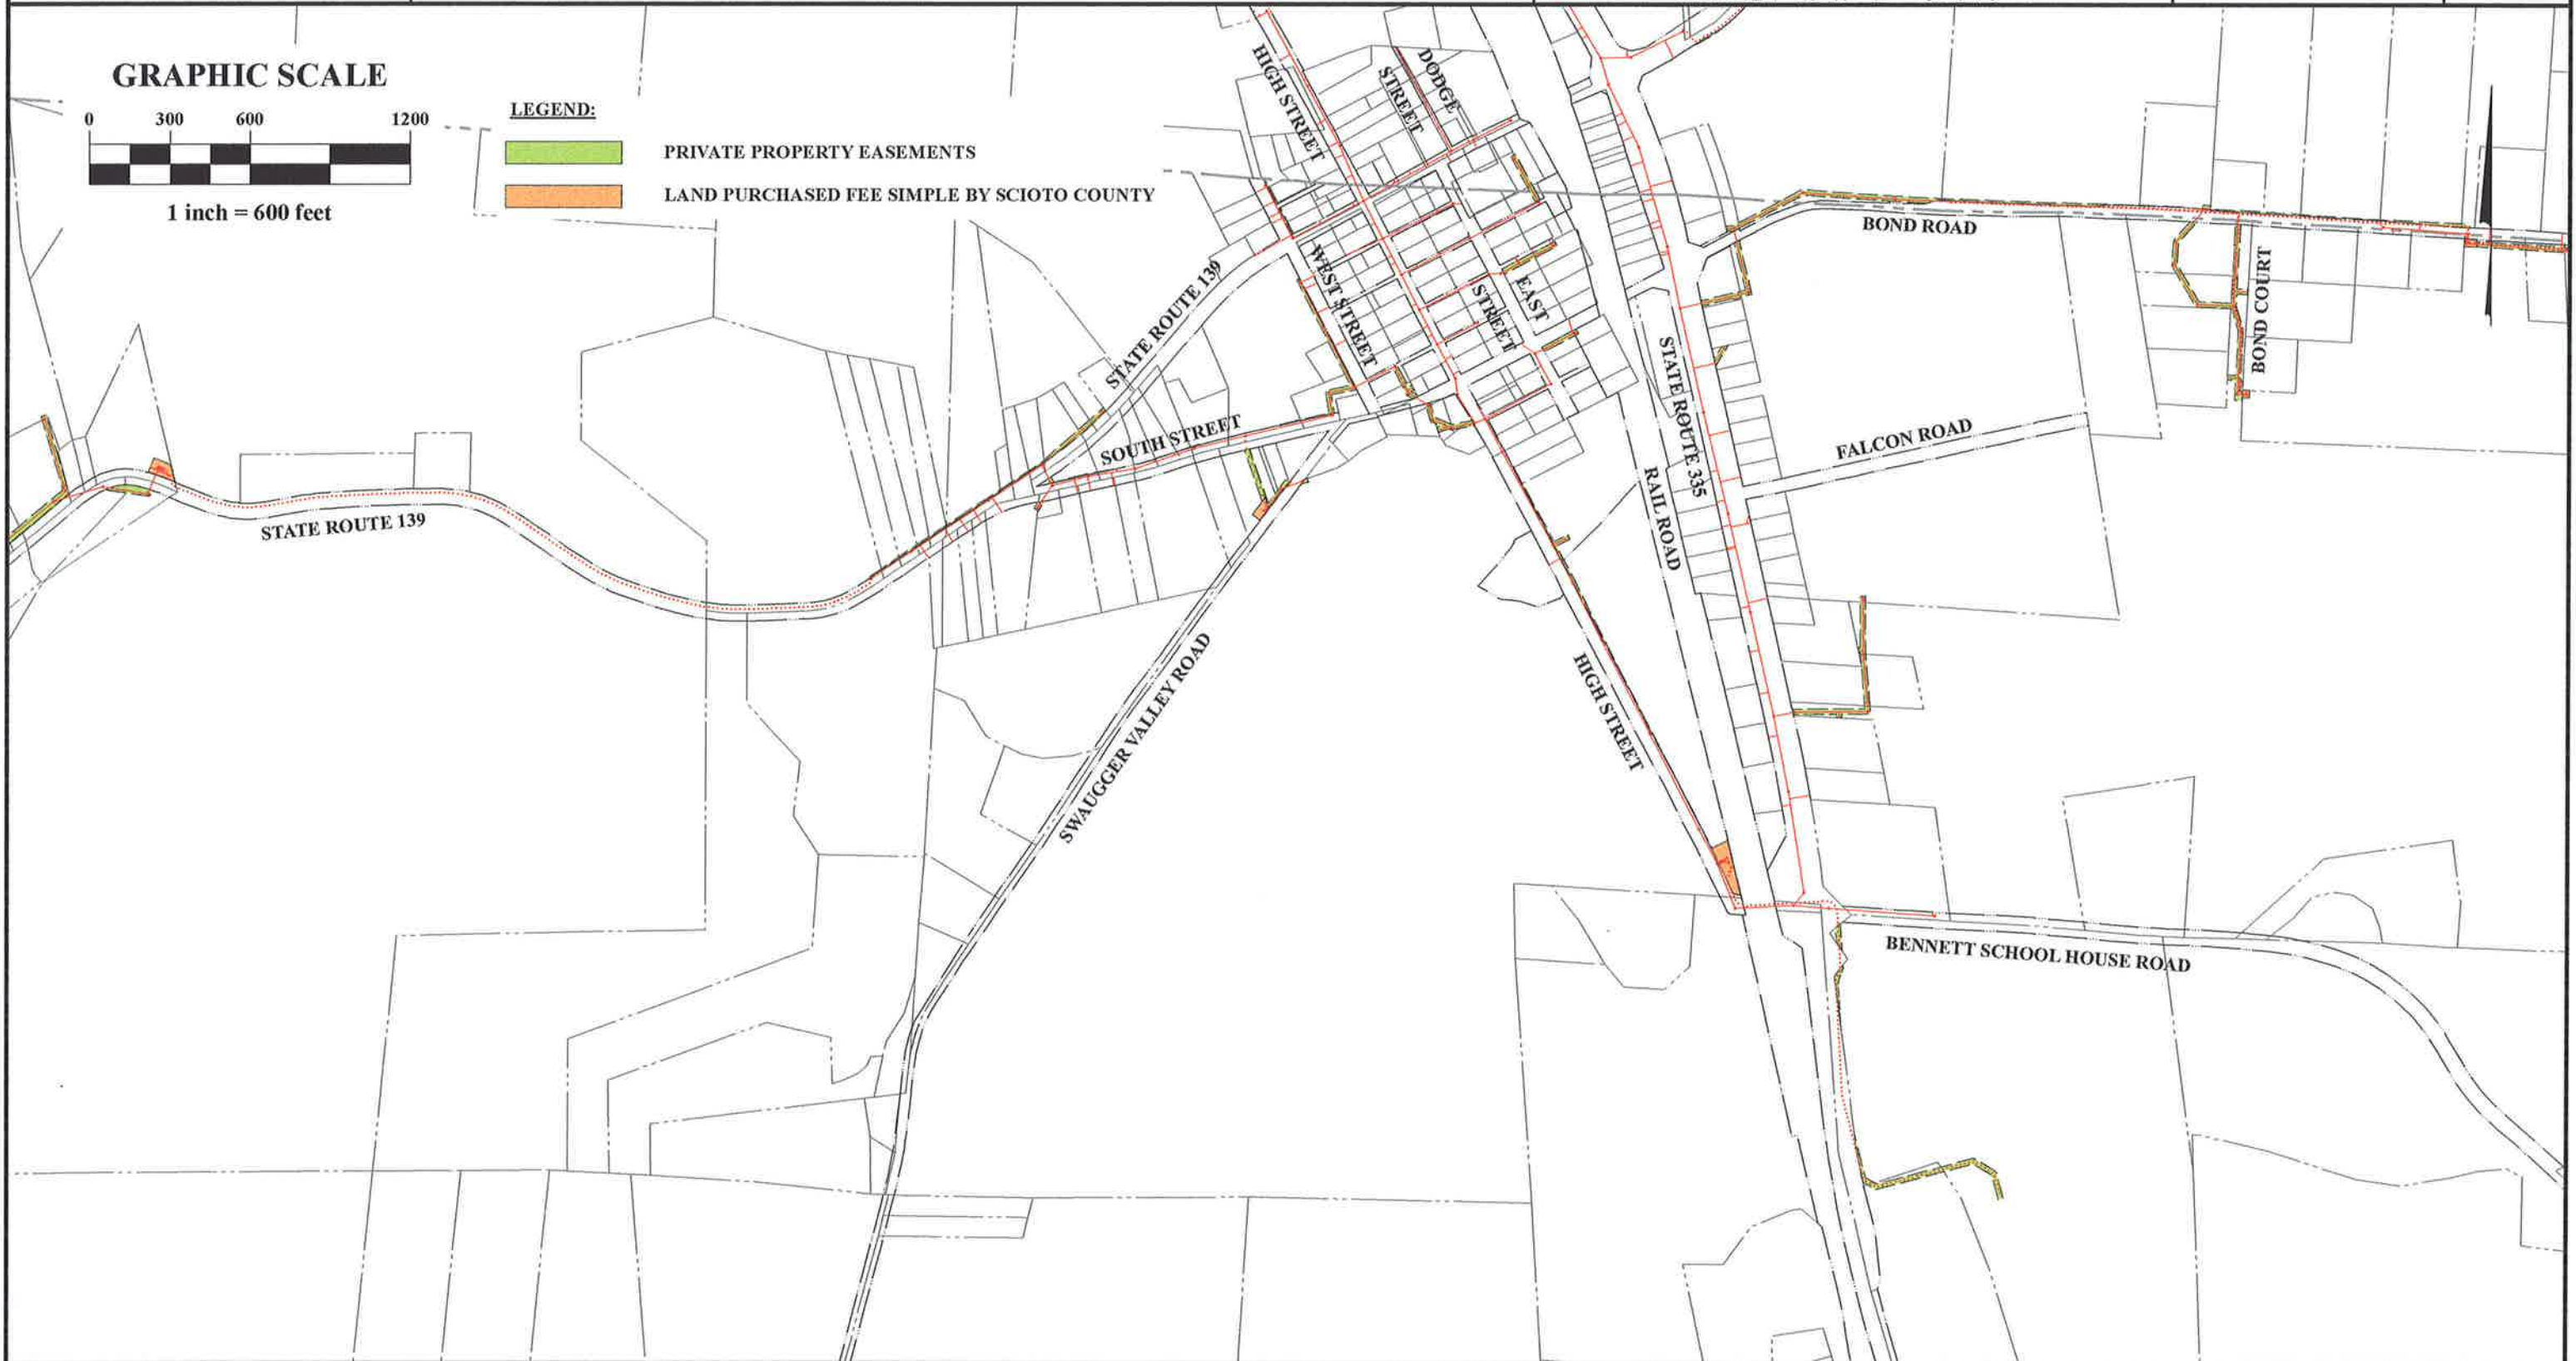 GRAPHIC SCALE
0 300 600 1200
1 inch = 600 feet
LEGEND:
PRIVATE PROPERTY EASEMENTS
LAND PURCHASED FEE SIMPLE BY SCIOTO COUNTY
HIGH STREET
DODGE
STREET
WEST STREET
EAST
STREET
STATE ROUTE 139
SOUTH STREET
STATE ROUTE 139
STATE ROUTE 335
RAIL ROAD
BOND ROAD
BOND COURT
FALCON ROAD
SWAUGGER VALLEY ROAD
HIGH STREET
BENNETT SCHOOL HOUSE ROAD